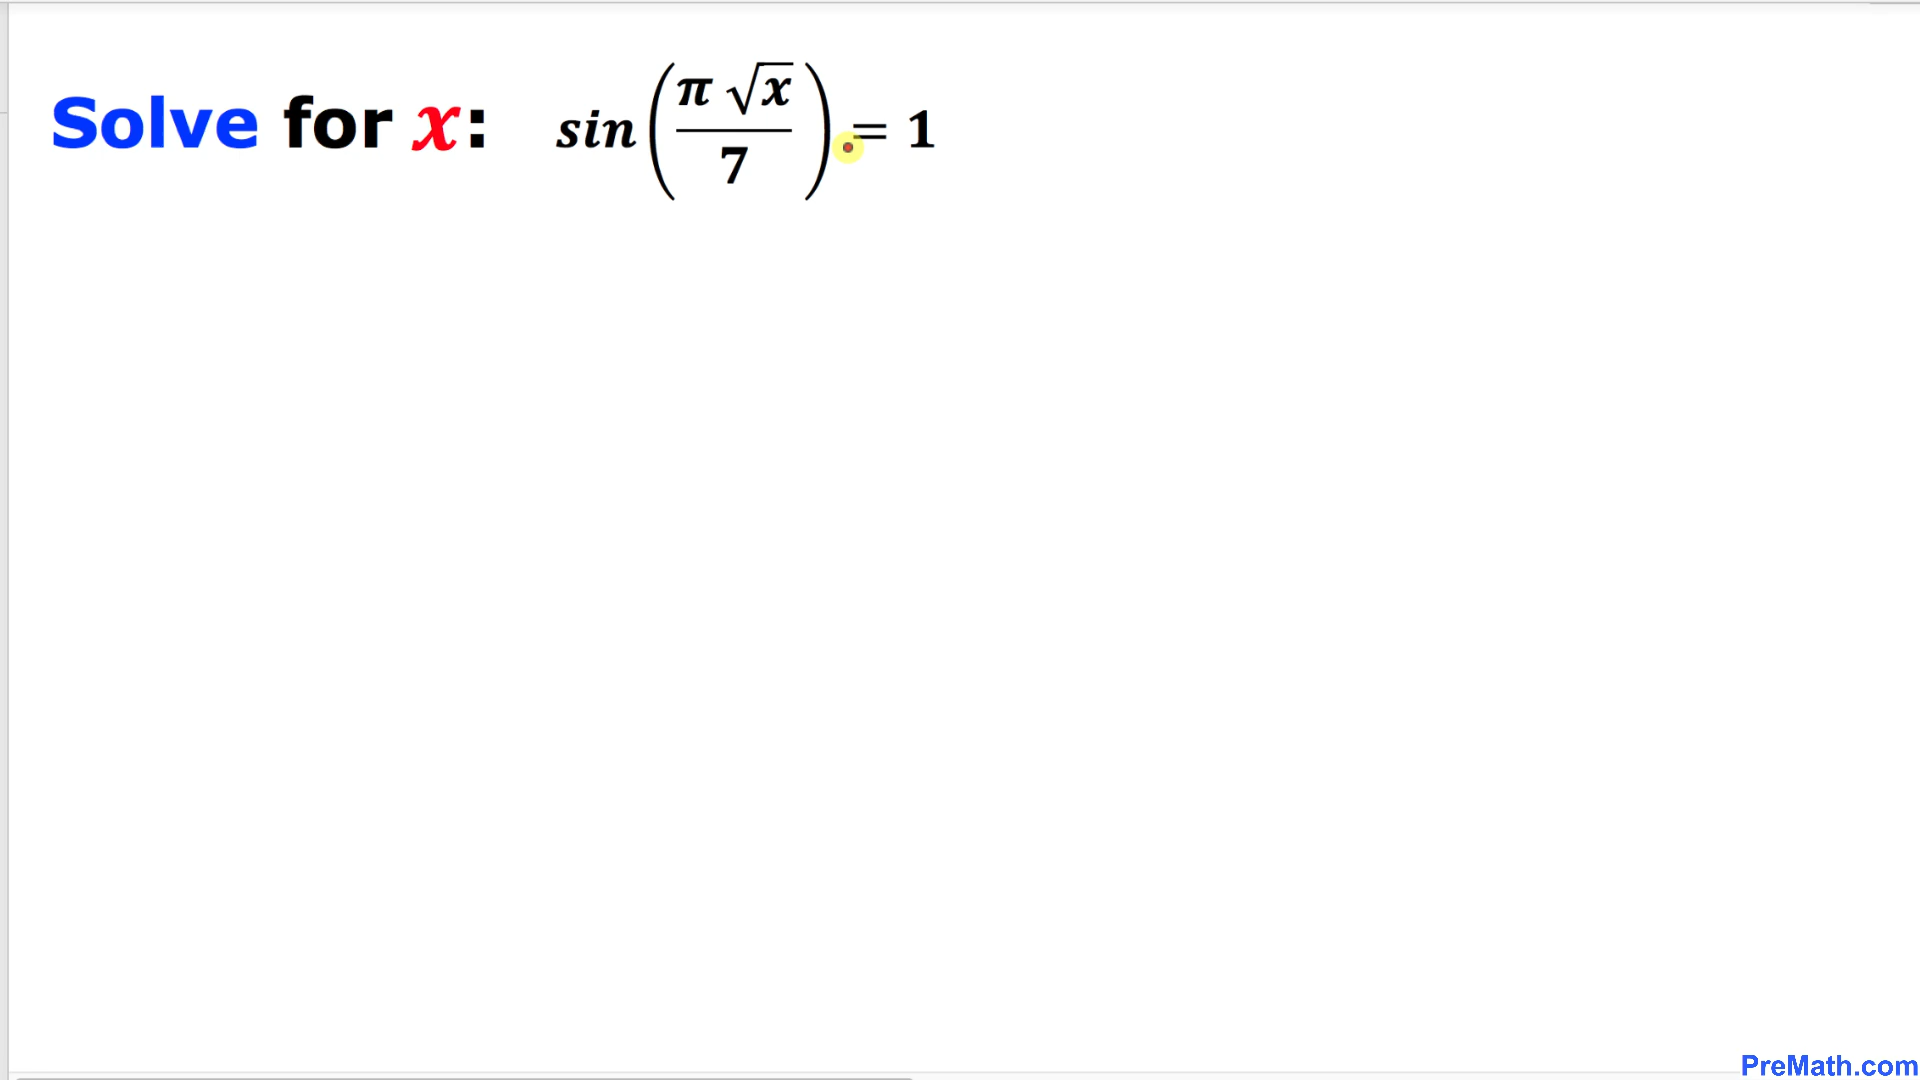 Solve for x: sin(π√x/7) = 1
PreMath.com